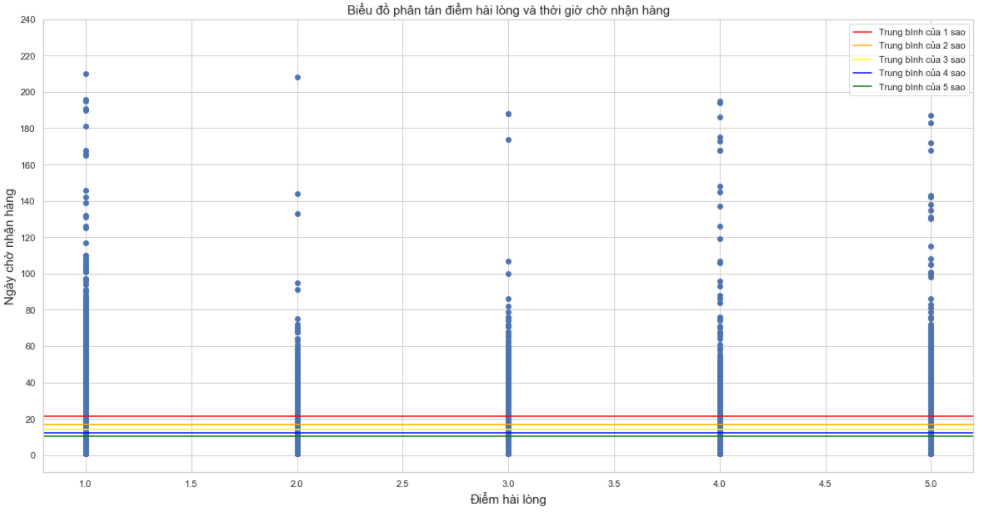 Biểu đồ phân tán điểm hài lòng và thời giờ chờ nhận hàng
240
220
200
180
160
140
120
100
80
60
40
20
0
Ngày chờ nhận hàng
Trung bình của 1 sao
Trung bình của 2 sao
Trung bình của 3 sao
Trung bình của 4 sao
Trung bình của 5 sao
1.0 1.5 2.0 2.5 3.0 3.5 4.0 4.5 5.0
Điểm hài lòng